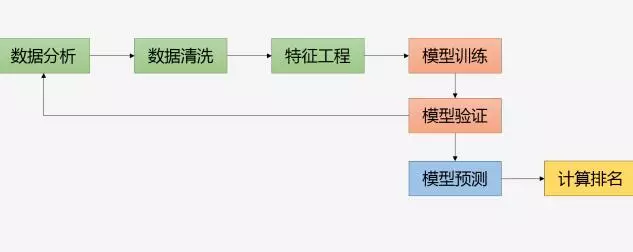 数据分析
数据清洗
特征工程
模型训练
模型验证
模型预测
计算排名